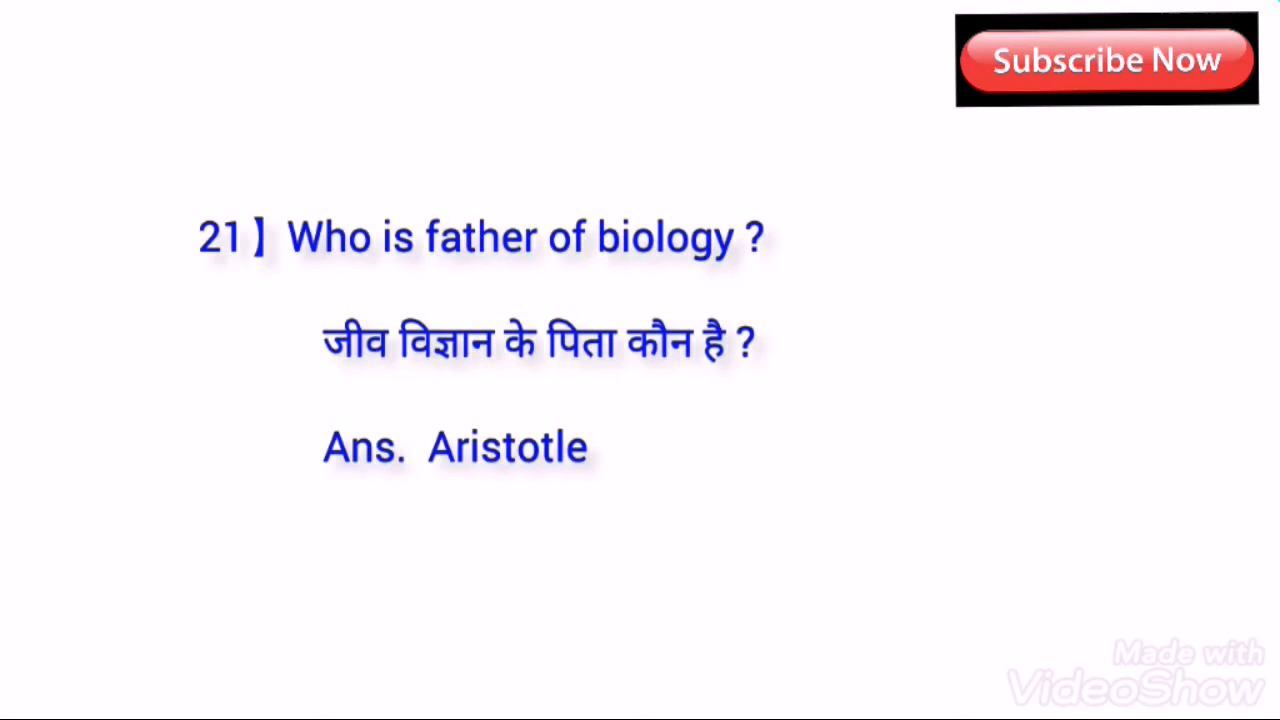 Subscribe Now
21】 Who is father of biology ?
जीव विज्ञान के पिता कौन है ?
Ans. Aristotle
Made with
VideoShow